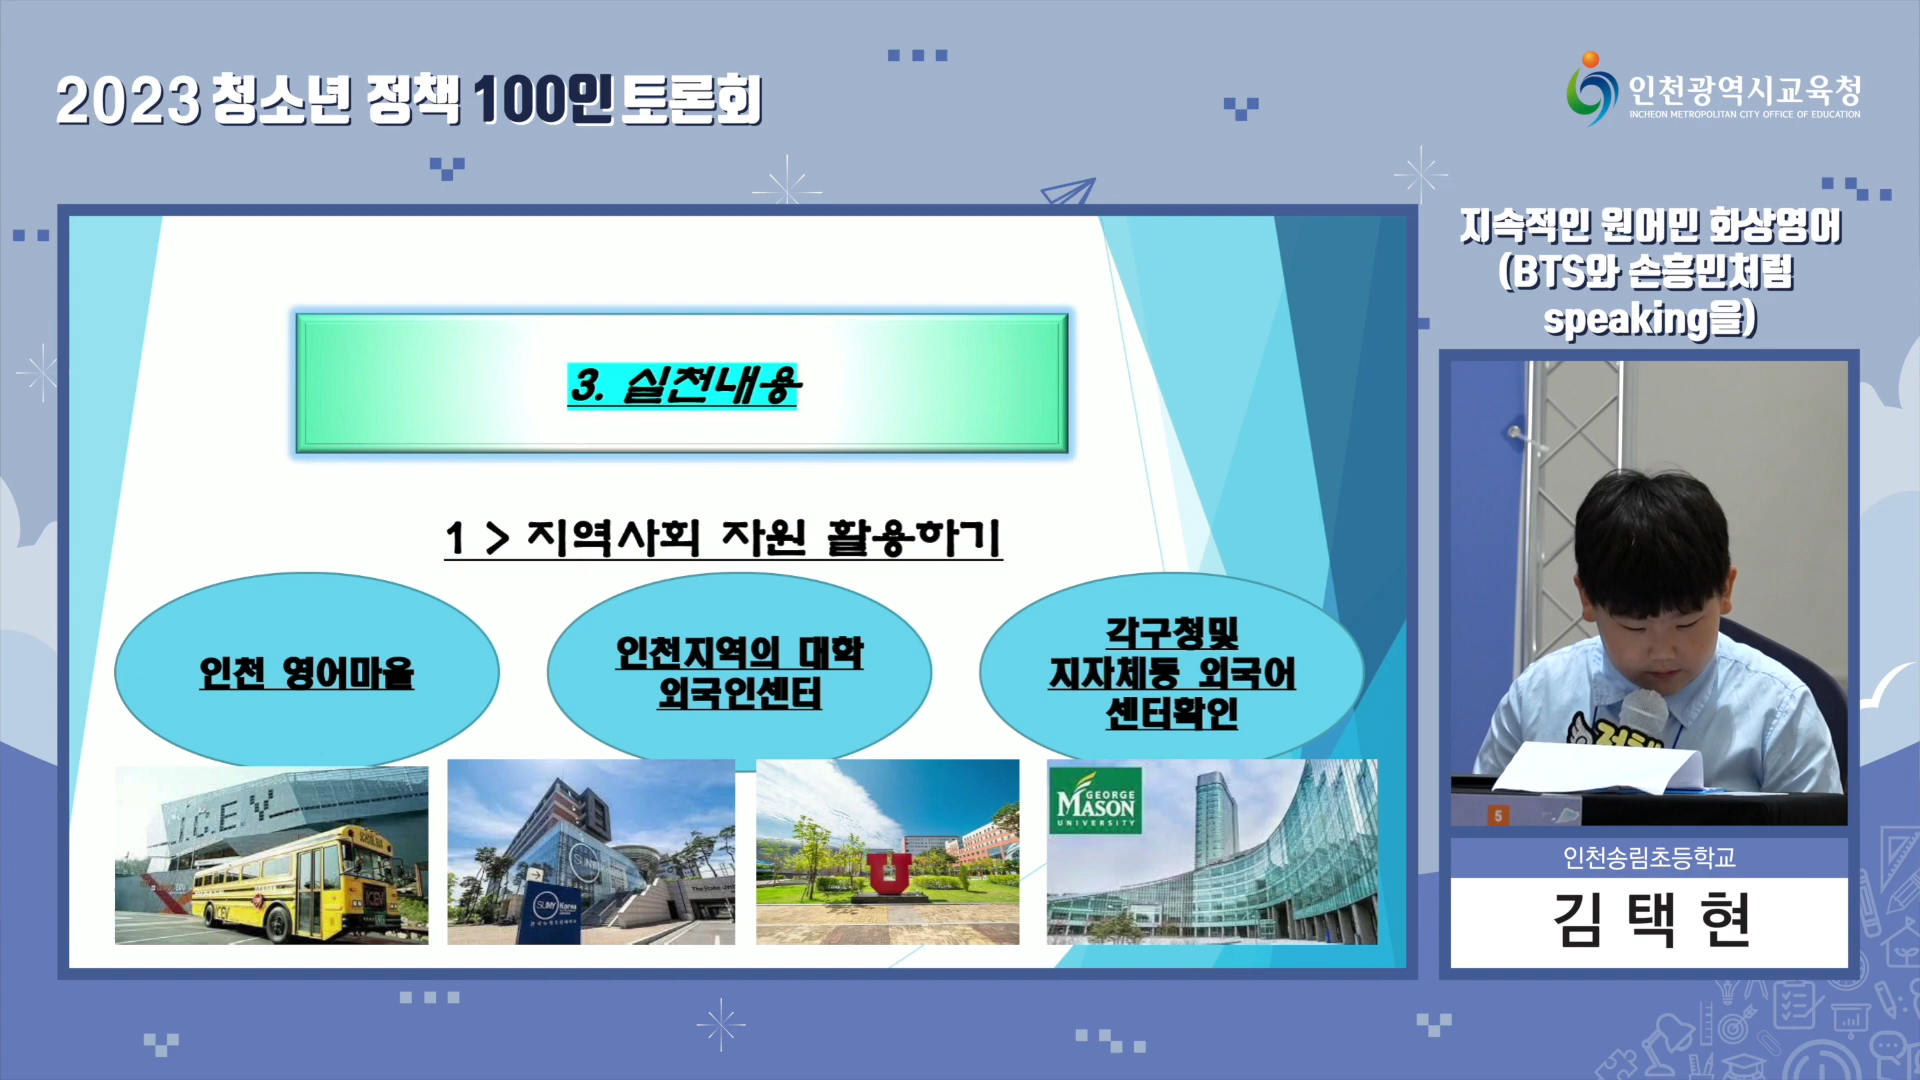 2023 청소년 정책 100인 토론회
인천광역시교육청
INCHEON METROPOLITAN CITY OFFICE OF EDUCATION
지속적인 원어민 화상영어
(BTS와 손흥민처럼
speaking을)
3. 실천내용
1 > 지역사회 자원 활용하기
인천 영어마을
인천지역의 대학
외국인센터
각구청및
지자체등 외국어
센터확인
I.C.E.V
ICEV
SUNY
SUNY Korea
GEORGE
MASON
UNIVERSITY
U
5
인천송림초등학교
김택현